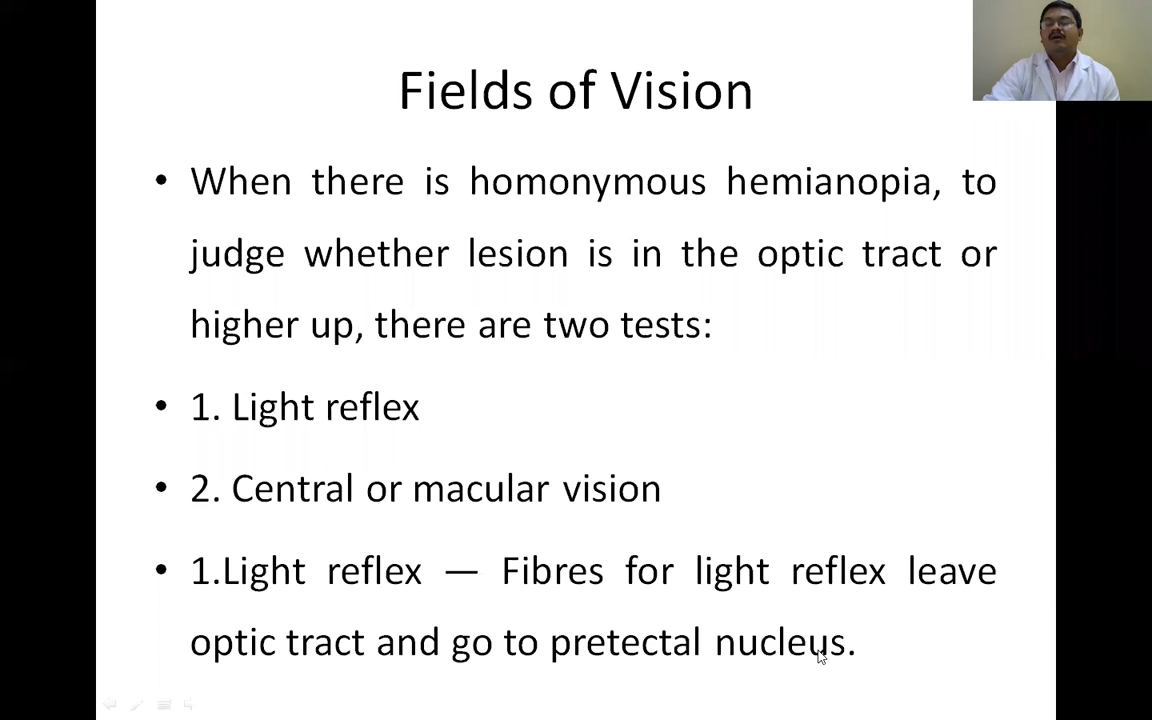 Fields of Vision
• When there is homonymous hemianopia, to
judge whether lesion is in the optic tract or
higher up, there are two tests:
• 1. Light reflex
• 2. Central or macular vision
• 1.Light reflex — Fibres for light reflex leave
optic tract and go to pretectal nucleus.